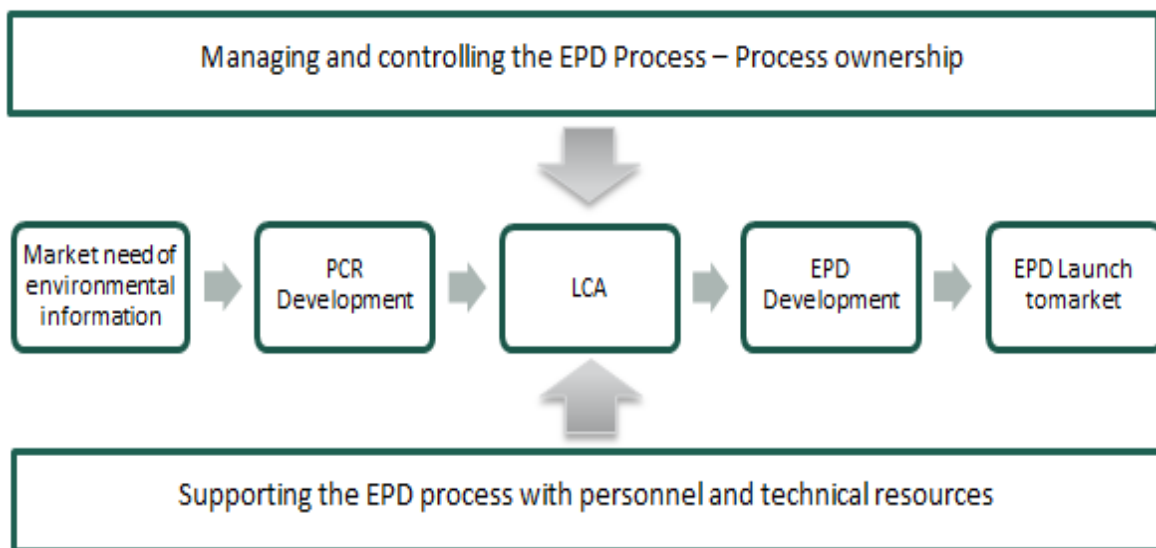 Managing and controlling the EPD Process – Process ownership
Market need of
environmental
information
PCR
Development
LCA
EPD
Development
EPD Launch
tomarket
Supporting the EPD process with personnel and technical resources